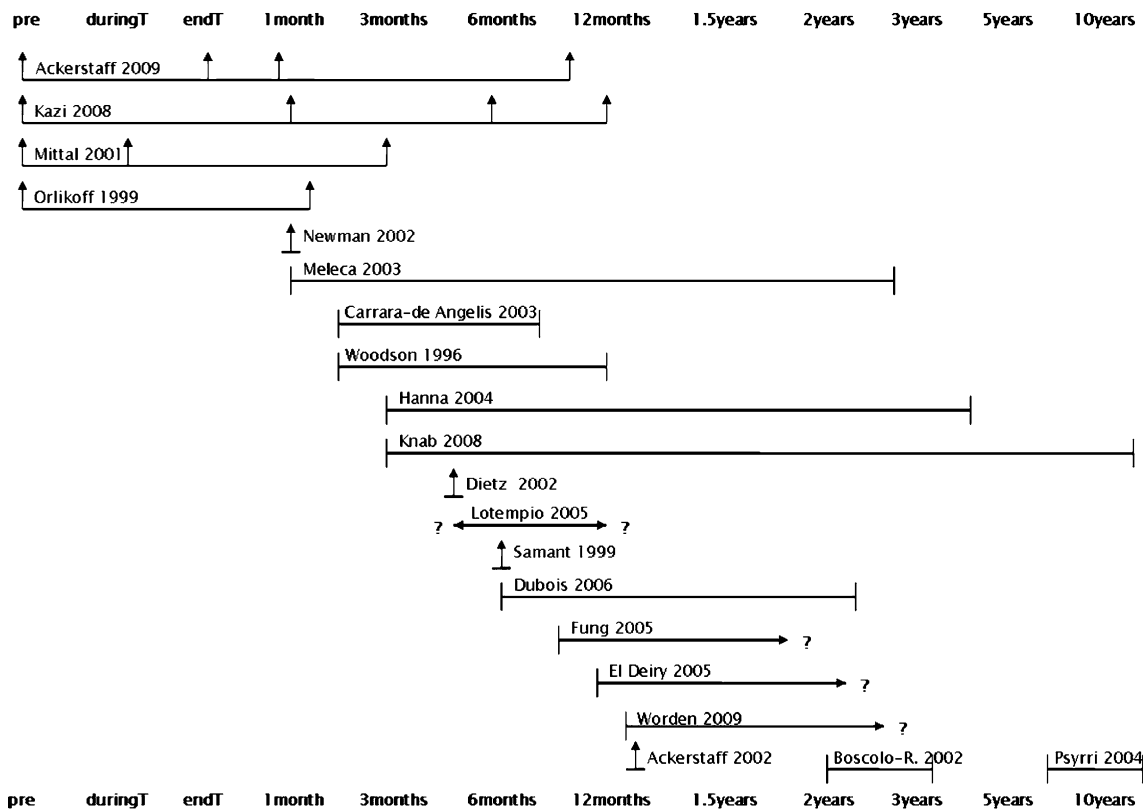 pre duringT endT 1month 3months 6months 12months 1.5years 2years 3years 5years 10years
Ackerstaff 2009
Kazi 2008
Mittal 2001
Orlikoff 1999
Newman 2002
Meleca 2003
Carrara-de Angelis 2003
Woodson 1996
Hanna 2004
Knab 2008
Dietz 2002
? Lotempio 2005 ?
Samant 1999
Dubois 2006
Fung 2005 ?
El Deiry 2005 ?
Worden 2009 ?
Ackerstaff 2002 Boscolo-R. 2002 Psyrri 2004
pre duringT endT 1month 3months 6months 12months 1.5years 2years 3years 5years 10years